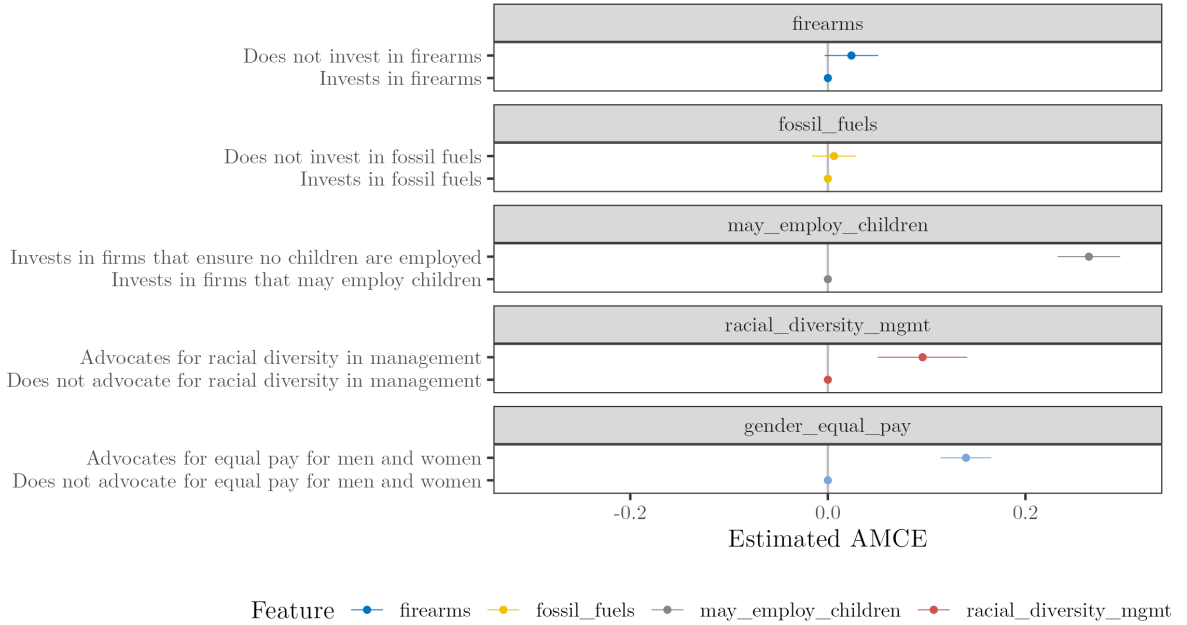 firearms
Does not invest in firearms
Invests in firearms
fossil_fuels
Does not invest in fossil fuels
Invests in fossil fuels
may_employ_children
Invests in firms that ensure no children are employed
Invests in firms that may employ children
racial_diversity_mgmt
Advocates for racial diversity in management
Does not advocate for racial diversity in management
gender_equal_pay
Advocates for equal pay for men and women
Does not advocate for equal pay for men and women
-0.2 0.0 0.2
Estimated AMCE
Feature firearms fossil_fuels may_employ_children racial_diversity_mgmt